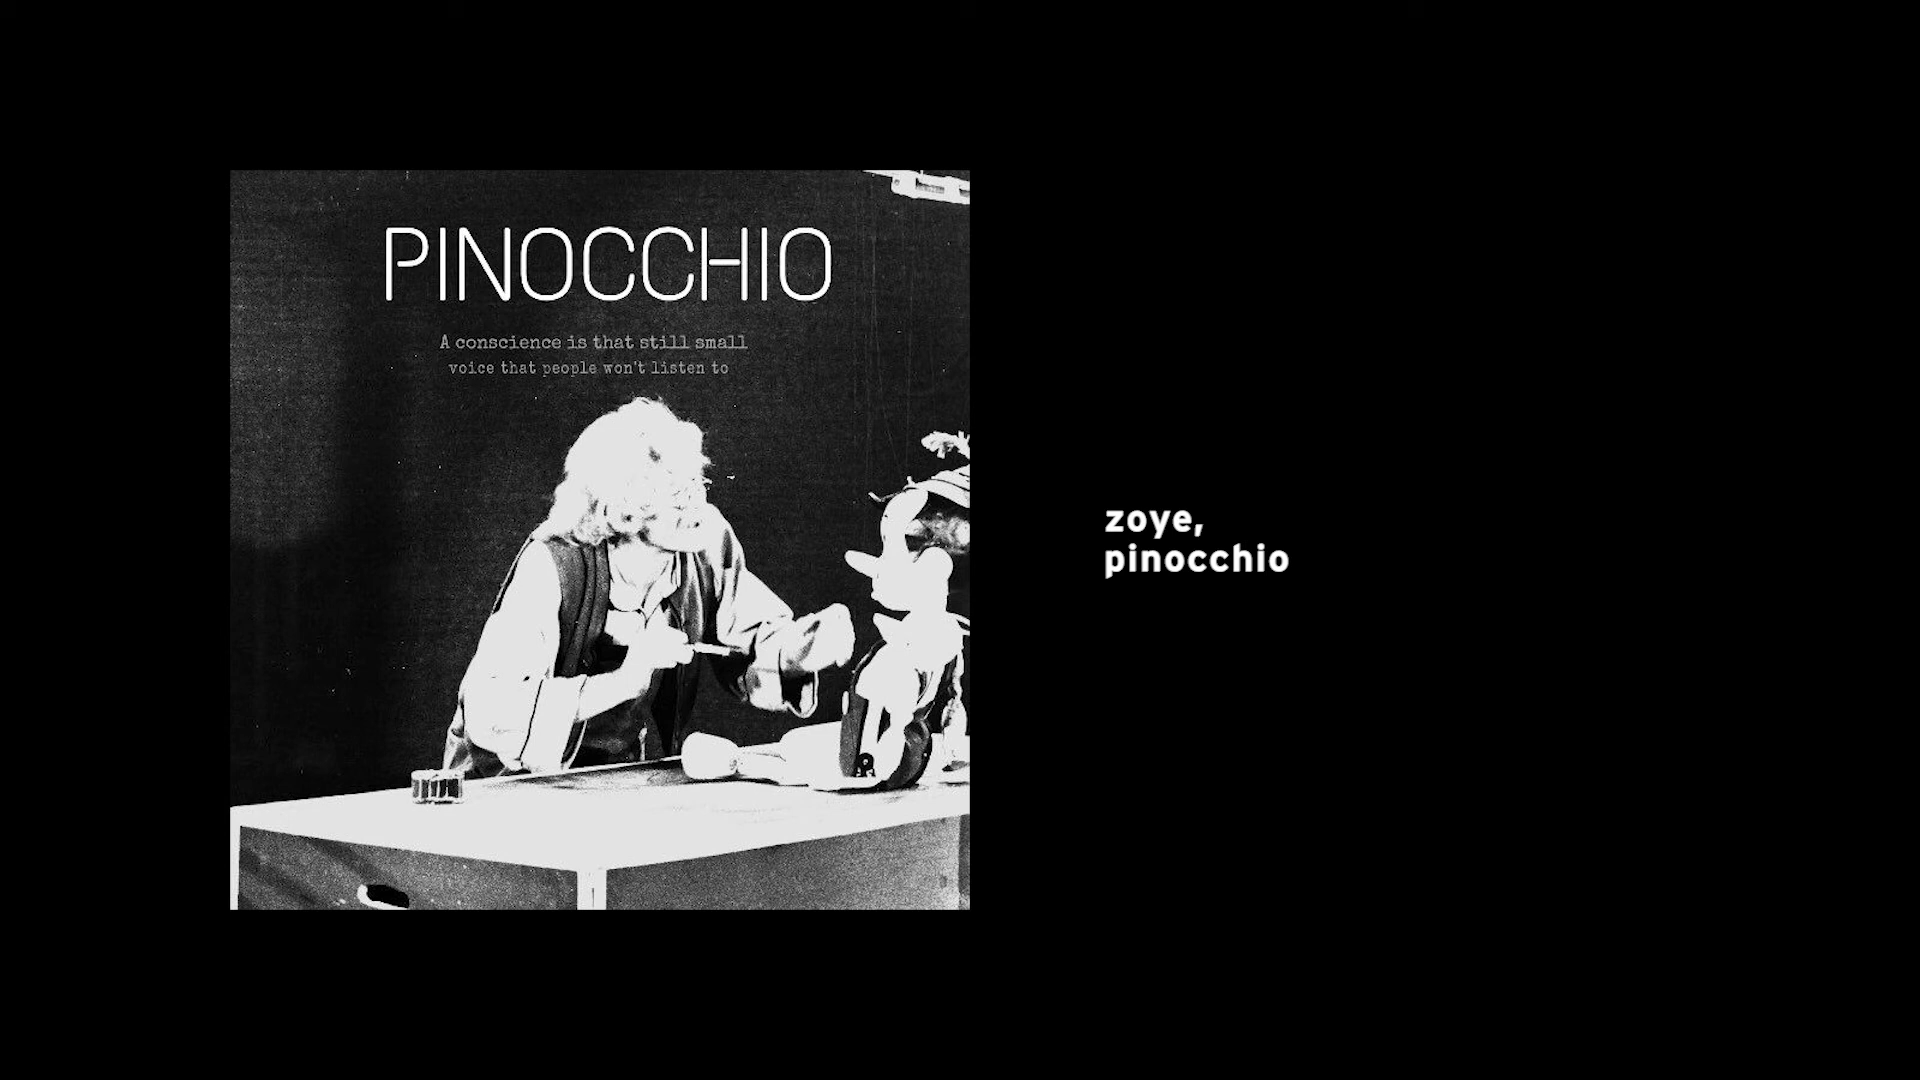 PINOCCHIO
A conscience is that still small
voice that people won't listen to
zoye,
pinocchio